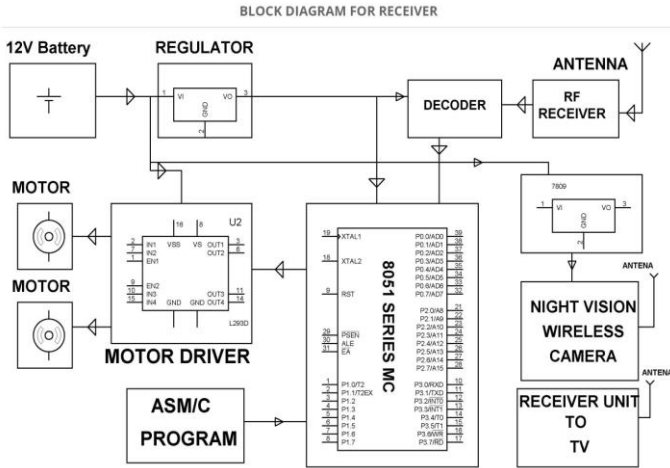 BLOCK DIAGRAM FOR RECEIVER
12V Battery
REGULATOR
1
VI
VO
3
GND
2
DECODER
ANTENNA
RF
RECEIVER
7809
1
VI
VO
3
GND
2
MOTOR
MOTOR
U2
16
8
2
IN1
VSS
VS
OUT1
3
7
IN2
OUT2
6
1
EN1
9
EN2
10
IN3
OUT3
11
15
IN4
GND
GND
OUT4
14
L293D
MOTOR DRIVER
19
XTAL1
18
XTAL2
9
RST
29
PSEN
30
ALE
31
EA
1
P1.0/T2
2
P1.1/T2EX
3
P1.2
4
P1.3
5
P1.4
6
P1.5
7
P1.6
8
P1.7
8051 SERIES MC
P0.0/AD0
39
P0.1/AD1
38
P0.2/AD2
37
P0.3/AD3
36
P0.4/AD4
35
P0.5/AD5
34
P0.6/AD6
33
P0.7/AD7
32
P2.0/A8
21
P2.1/A9
22
P2.2/A10
23
P2.3/A11
24
P2.4/A12
25
P2.5/A13
26
P2.6/A14
27
P2.7/A15
28
P3.0/RXD
10
P3.1/TXD
11
P3.2/INT0
12
P3.3/INT1
13
P3.4/T0
14
P3.5/T1
15
P3.6/WR
16
P3.7/RD
17
ASM/C
PROGRAM
ANTENNA
NIGHT VISION
WIRELESS
CAMERA
ANTENA
RECEIVER UNIT
TO
TV